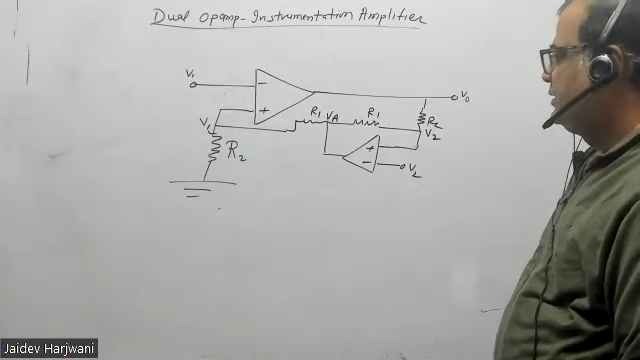 Dual Opamp-Instrumentation Amplifier
V1
-
+
V0
R1
VA
R1
R2
V1
V2
R2
+
-
V2
Jaidev Harjwani